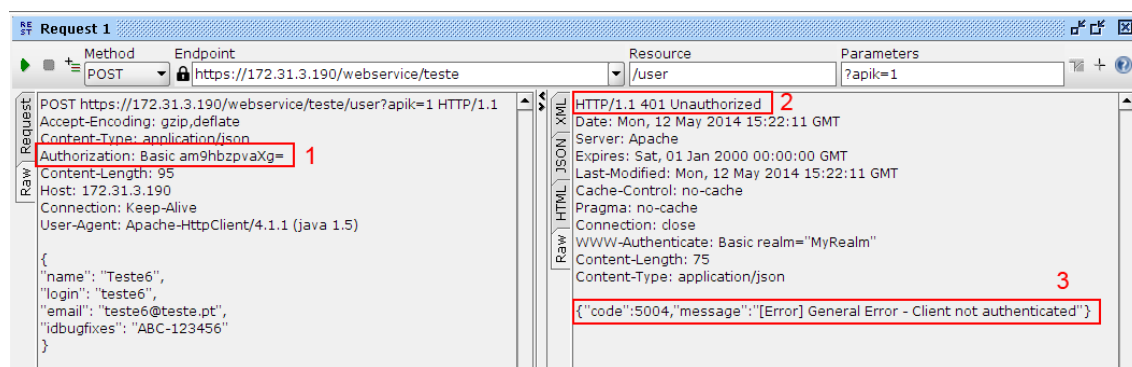 Request 1
Method Endpoint Resource Parameters
POST https://172.31.3.190/webservice/teste /user ?apik=1
Request
Raw
POST https://172.31.3.190/webservice/teste/user?apik=1 HTTP/1.1
Accept-Encoding: gzip,deflate
Content-Type: application/json
Authorization: Basic am9hbzpvaXg= 1
Content-Length: 95
Host: 172.31.3.190
Connection: Keep-Alive
User-Agent: Apache-HttpClient/4.1.1 (java 1.5)
{
"name": "Teste6",
"login": "teste6",
"email": "teste6@teste.pt",
"idbugfixes": "ABC-123456"
}
XML
JSON
HTML
Raw
HTTP/1.1 401 Unauthorized 2
Date: Mon, 12 May 2014 15:22:11 GMT
Server: Apache
Expires: Sat, 01 Jan 2000 00:00:00 GMT
Last-Modified: Mon, 12 May 2014 15:22:11 GMT
Cache-Control: no-cache
Pragma: no-cache
Connection: close
WWW-Authenticate: Basic realm="MyRealm"
Content-Length: 75
Content-Type: application/json
3
{"code":5004,"message":"[Error] General Error - Client not authenticated"}